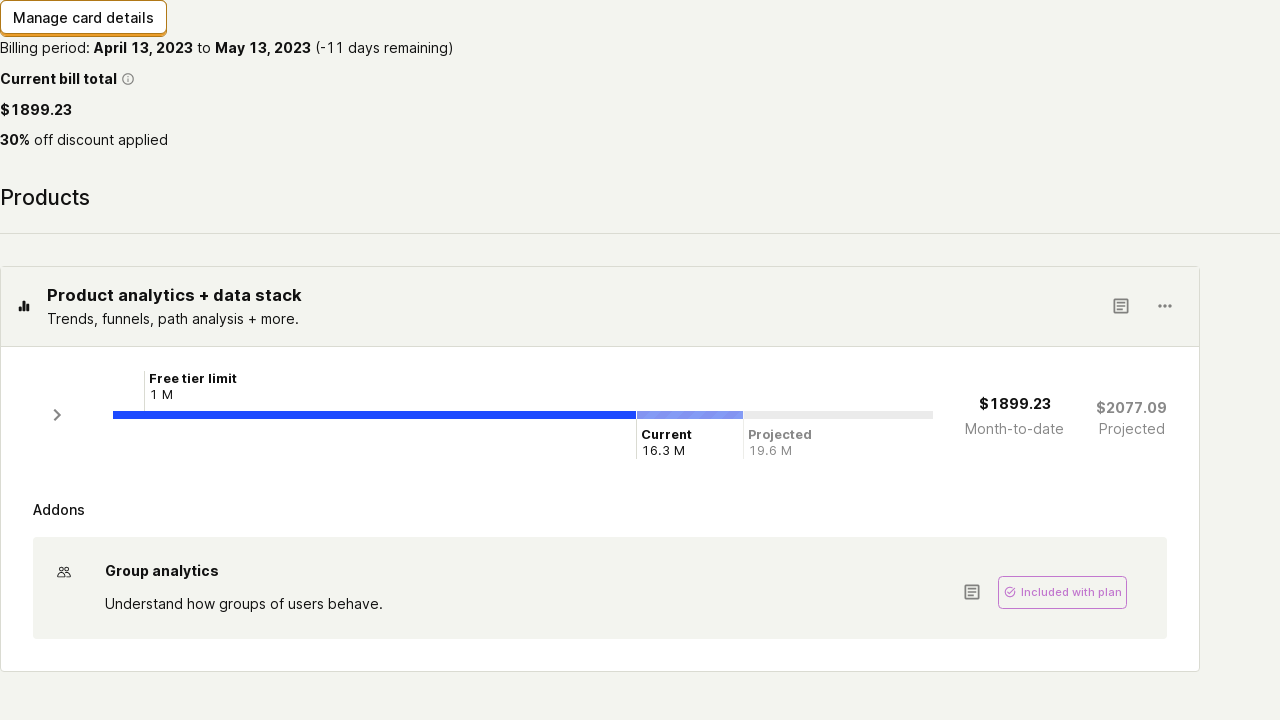 Manage card details
Billing period: April 13, 2023 to May 13, 2023 (-11 days remaining)
Current bill total
$1899.23
30% off discount applied
Products
Product analytics + data stack
Trends, funnels, path analysis + more.
Free tier limit
1 M
Current
16.3 M
Projected
19.6 M
$1899.23
Month-to-date
$2077.09
Projected
Addons
Group analytics
Understand how groups of users behave.
Included with plan